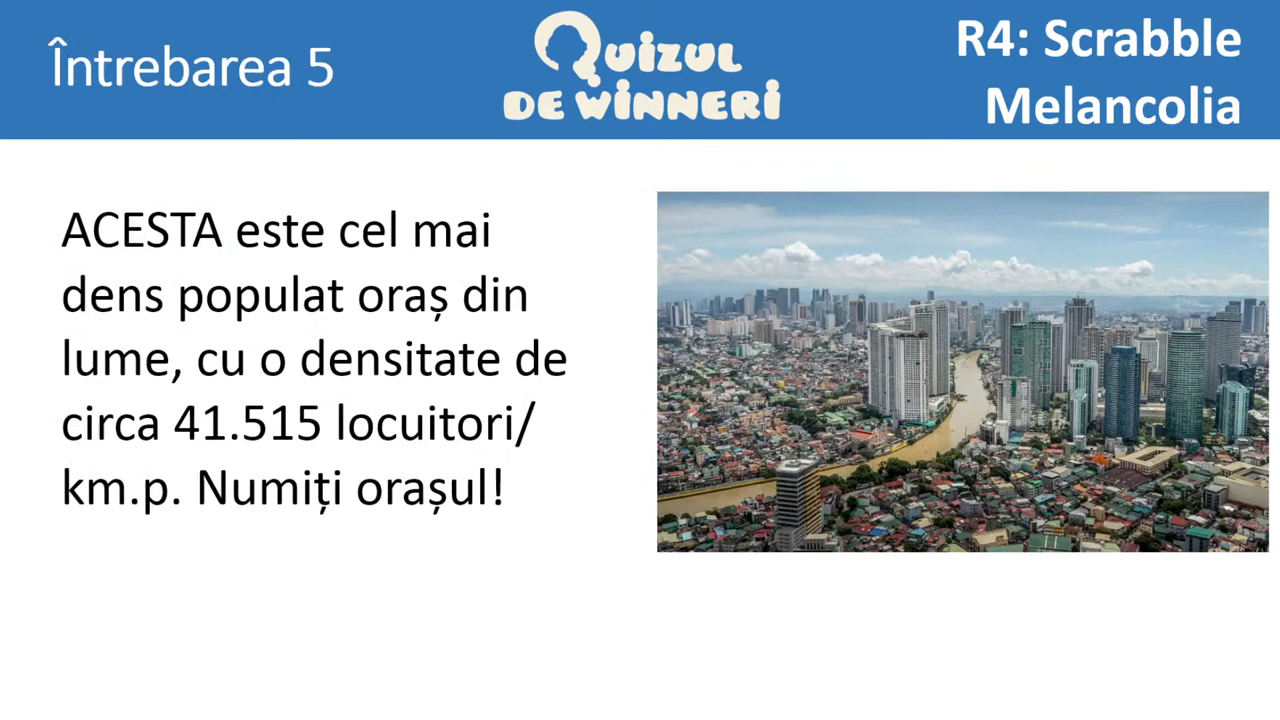 Întrebarea 5
QUIZUL
DE WINNERI
R4: Scrabble
Melancolia
ACESTA este cel mai
dens populat oraș din
lume, cu o densitate de
circa 41.515 locuitori/
km.p. Numiți orașul!